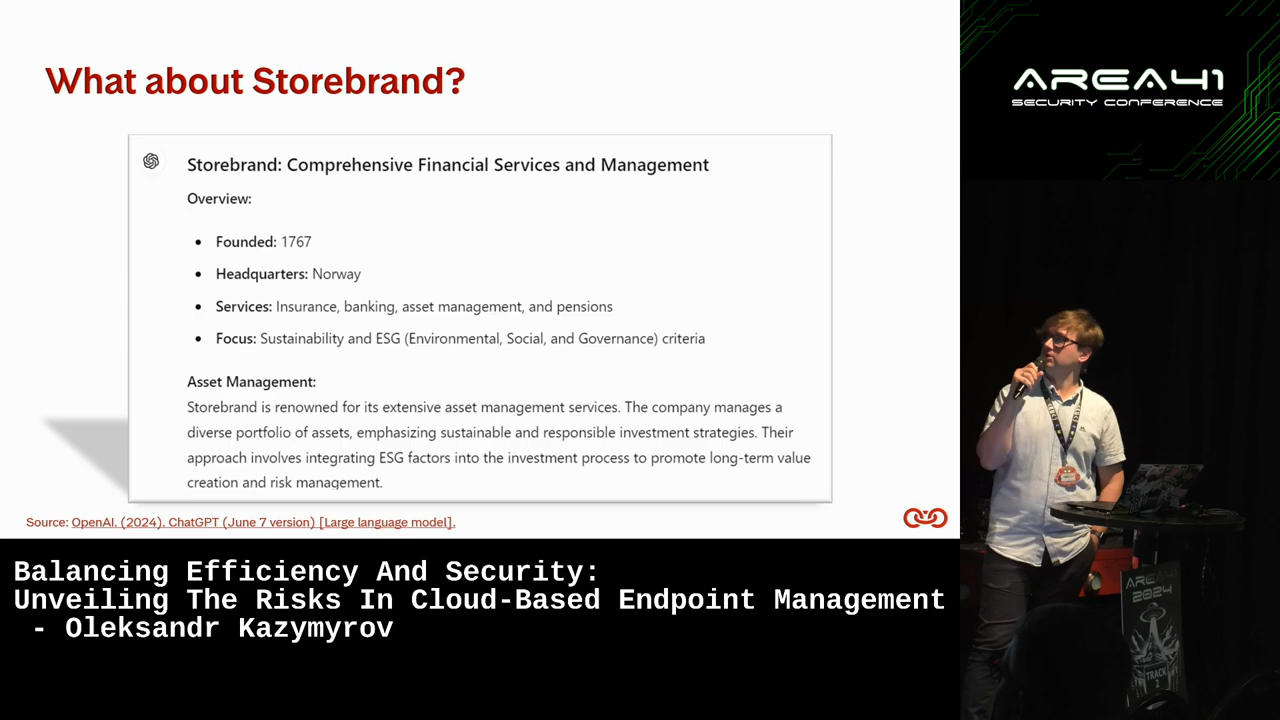 What about Storebrand?
Storebrand: Comprehensive Financial Services and Management
Overview:
• Founded: 1767
• Headquarters: Norway
• Services: Insurance, banking, asset management, and pensions
• Focus: Sustainability and ESG (Environmental, Social, and Governance) criteria
Asset Management:
Storebrand is renowned for its extensive asset management services. The company manages a
diverse portfolio of assets, emphasizing sustainable and responsible investment strategies. Their
approach involves integrating ESG factors into the investment process to promote long-term value
creation and risk management.
Source: OpenAI. (2024). ChatGPT (June 7 version) [Large language model].
AREA41
SECURITY CONFERENCE
AREA41
2024
TRACK
2
Balancing Efficiency And Security:
Unveiling The Risks In Cloud-Based Endpoint Management
- Oleksandr Kazymyrov